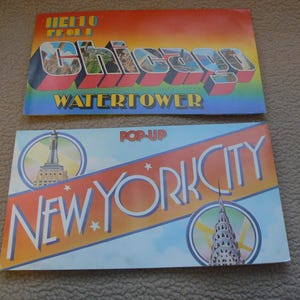 HELLO
FROM
Chicago
WATERTOWER
POP-UP
NEW YORK CITY